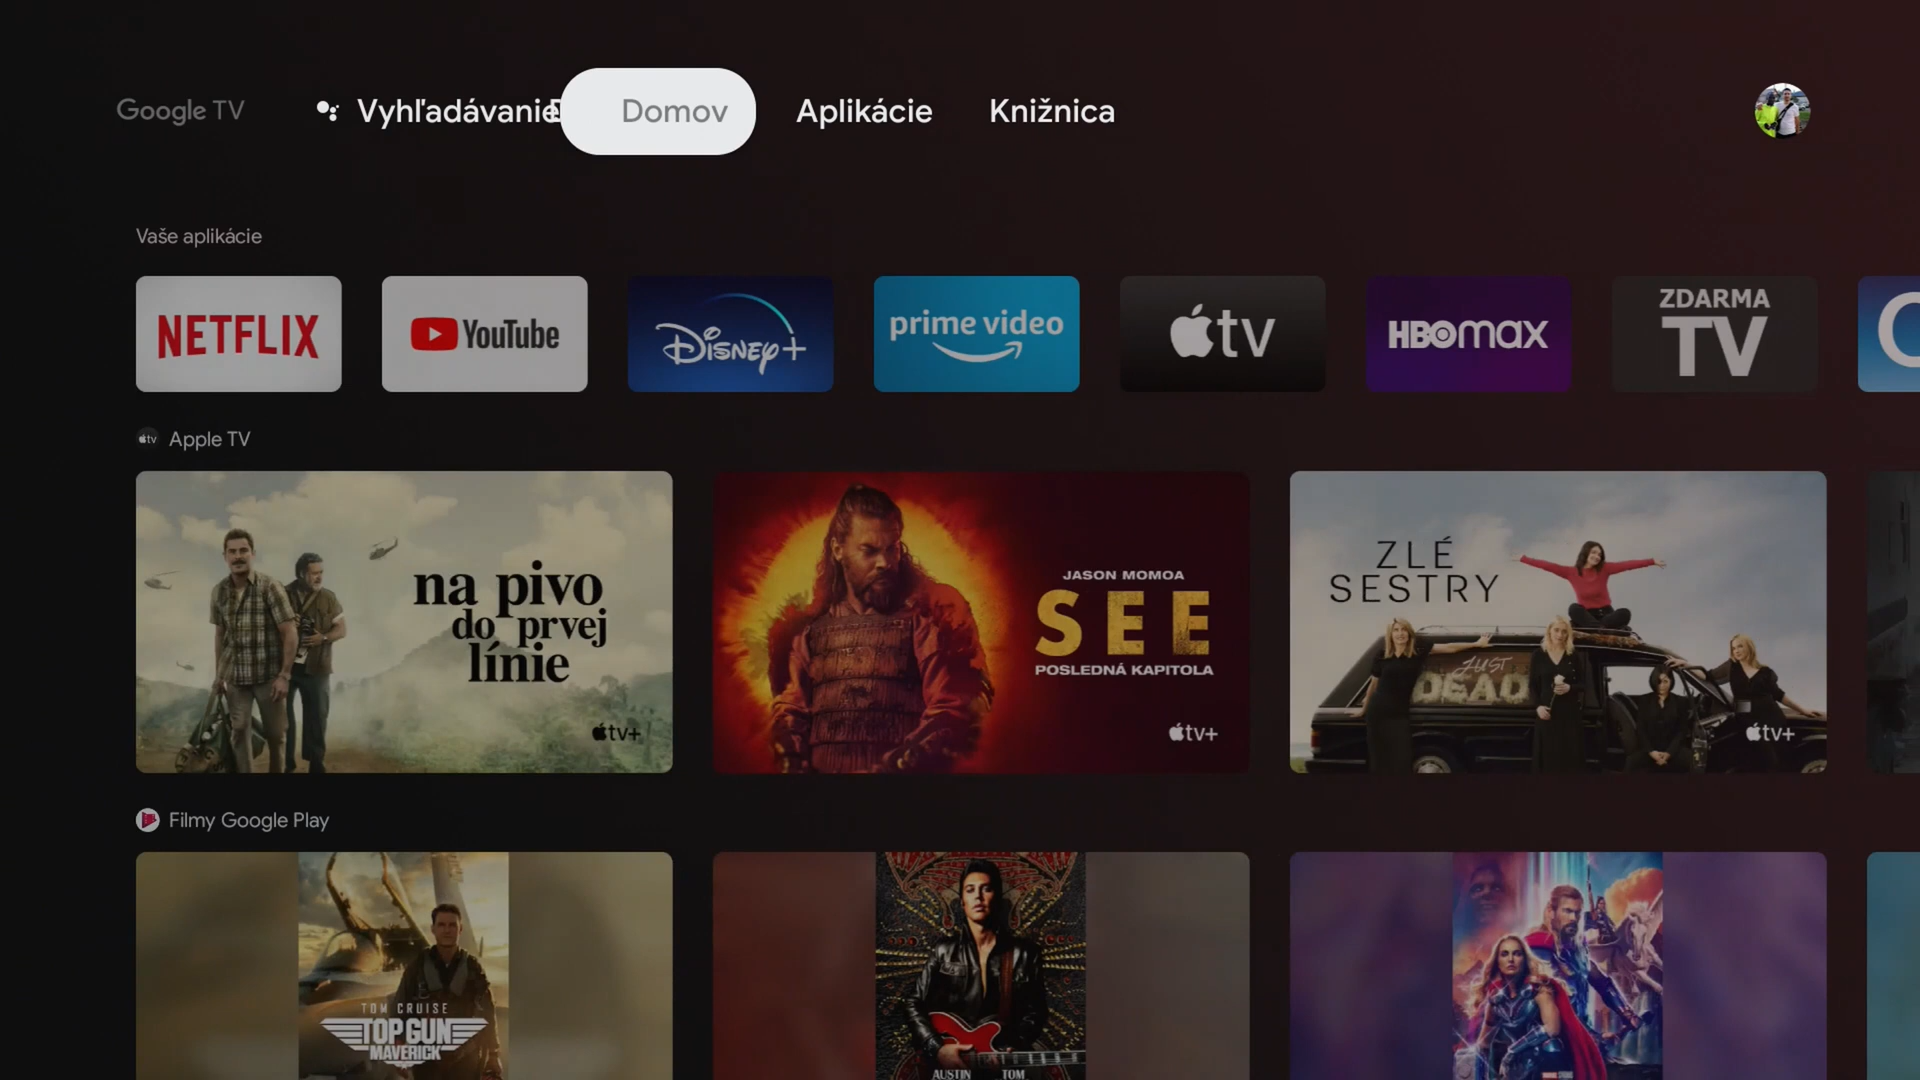 Google TV
Vyhľadávanie
Domov
Aplikácie
Knižnica
Vaše aplikácie
NETFLIX
YouTube
Disney+
prime video
tv
HBOmax
ZDARMA
TV
tv
Apple TV
na pivo
do prvej
línie
tv+
JASON MOMOA
SEE
POSLEDNÁ KAPITOLA
tv+
ZLÉ
SESTRY
JUST
DEAD
tv+
Filmy Google Play
TOM CRUISE
TOP GUN
MAVERICK
AUSTIN
TOM